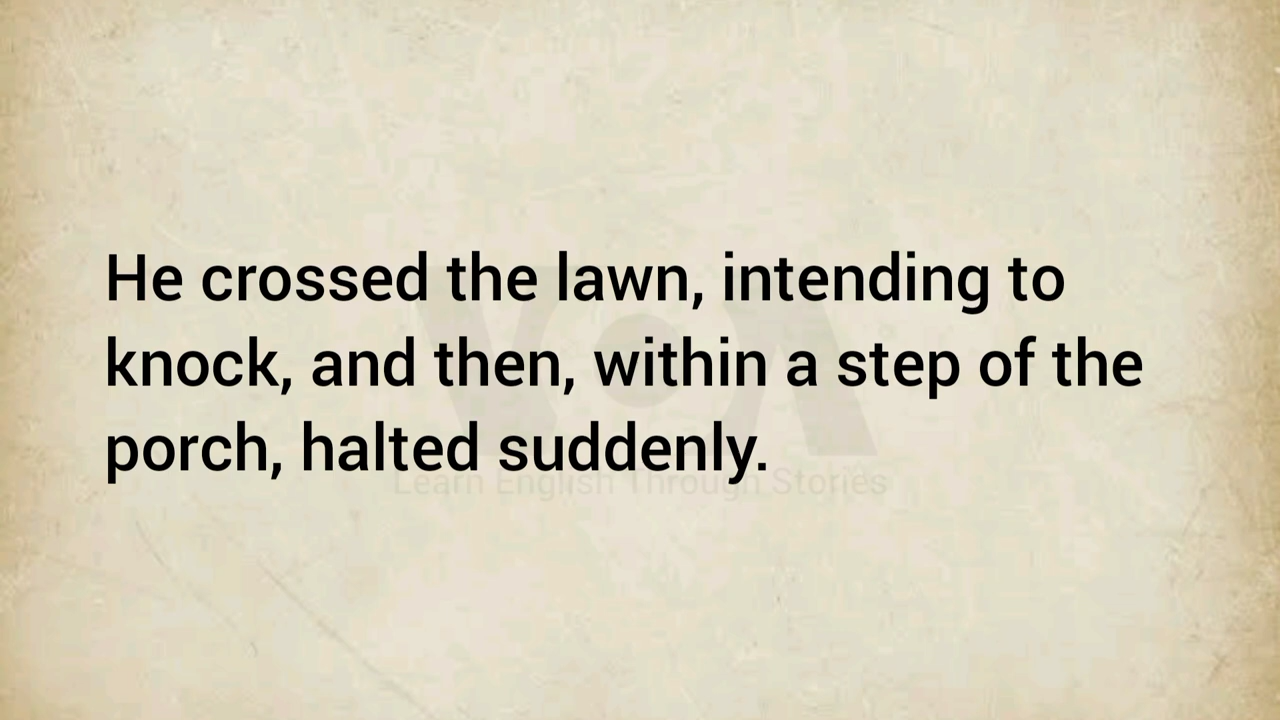 He crossed the lawn, intending to
knock, and then, within a step of the
porch, halted suddenly.
VOA
Learn English Through Stories